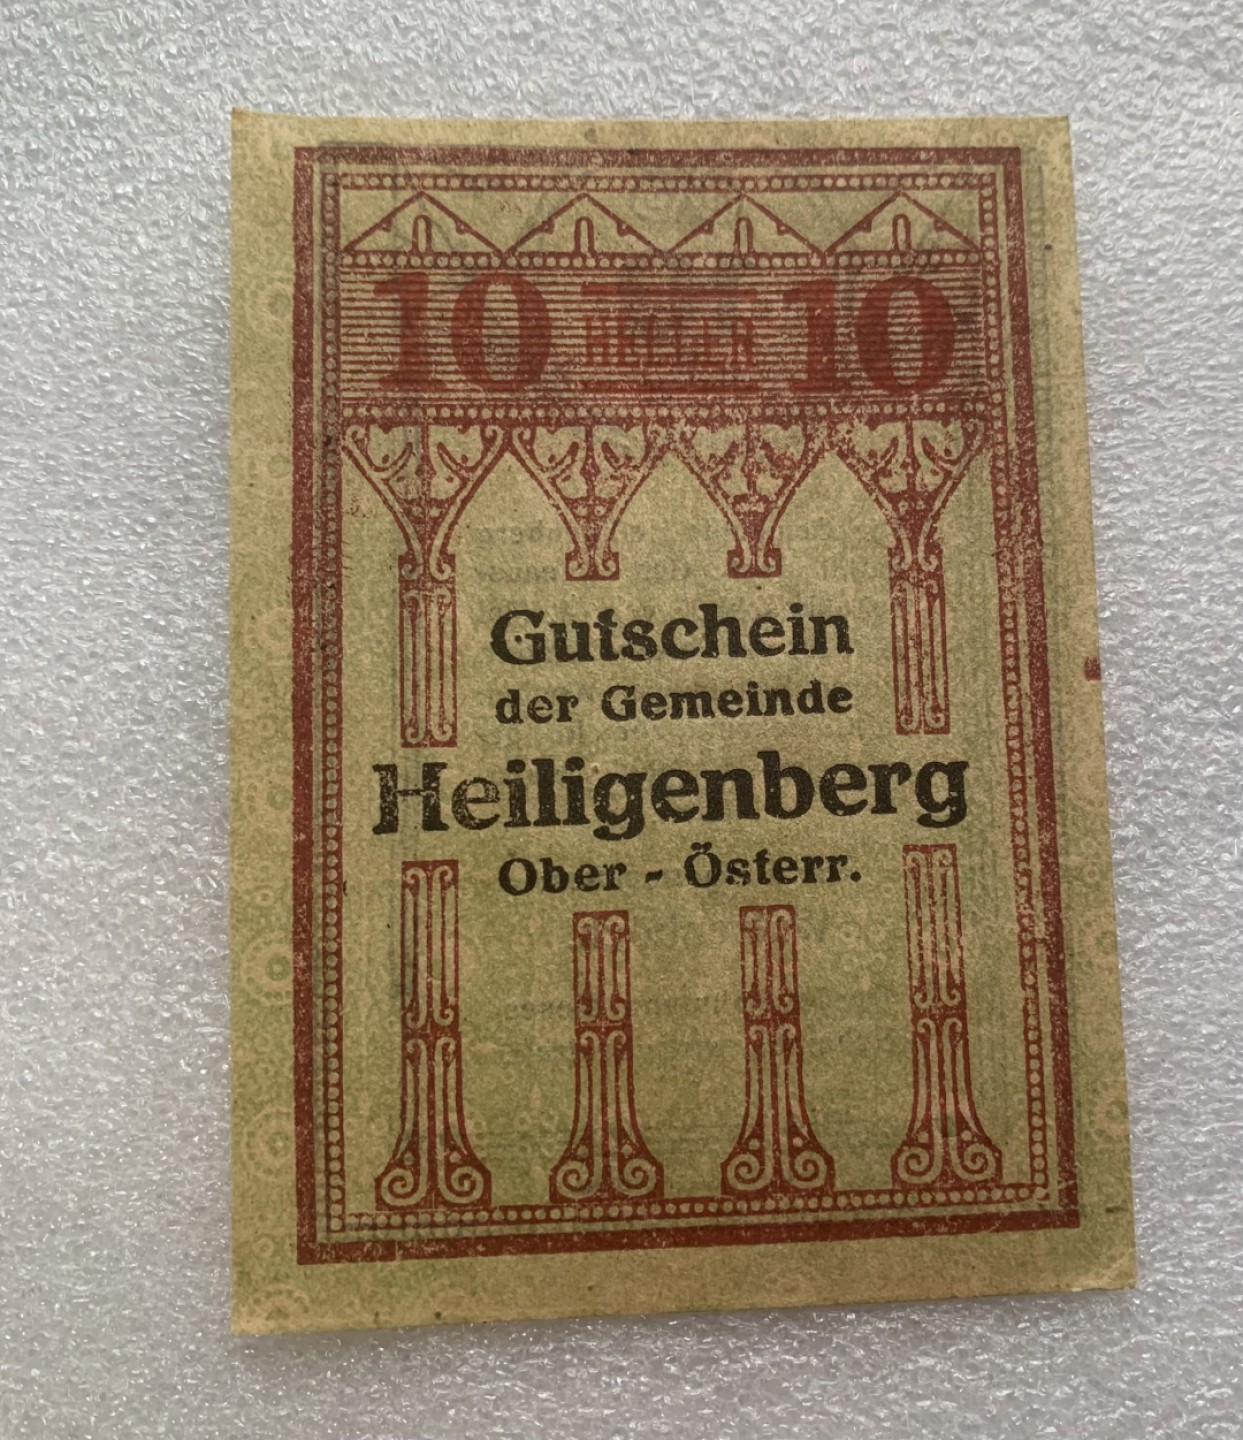 10 HELLER 10
Gutschein
der Gemeinde
Heiligenberg
Ober - Österr.